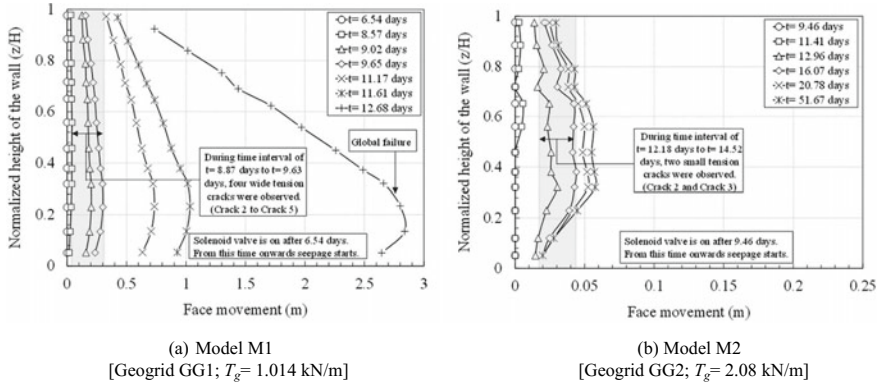 Normalized height of the wall (z/H)
1
0.8
0.6
0.4
0.2
0
t= 6.54 days
t= 8.57 days
t= 9.02 days
t= 9.65 days
t= 11.17 days
t= 11.61 days
t= 12.68 days
Global failure
During time interval of
t= 8.87 days to t= 9.63
days, four wide tension
cracks were observed.
(Crack 2 to Crack 5)
Solenoid valve is on after 6.54 days.
From this time onwards seepage starts.
0 0.5 1 1.5 2 2.5 3
Face movement (m)
(a) Model M1
[Geogrid GG1; Tg= 1.014 kN/m]
Normalized height of the wall (z/H)
1
0.8
0.6
0.4
0.2
0
t= 9.46 days
t= 11.41 days
t= 12.96 days
t= 16.07 days
t= 20.78 days
t= 51.67 days
During time interval of
t= 12.18 days to t= 14.52
days, two small tension
cracks were observed.
(Crack 2 and Crack 3)
Solenoid valve is on after 9.46 days.
From this time onwards seepage starts.
0 0.05 0.1 0.15 0.2 0.25
Face movement (m)
(b) Model M2
[Geogrid GG2; Tg= 2.08 kN/m]